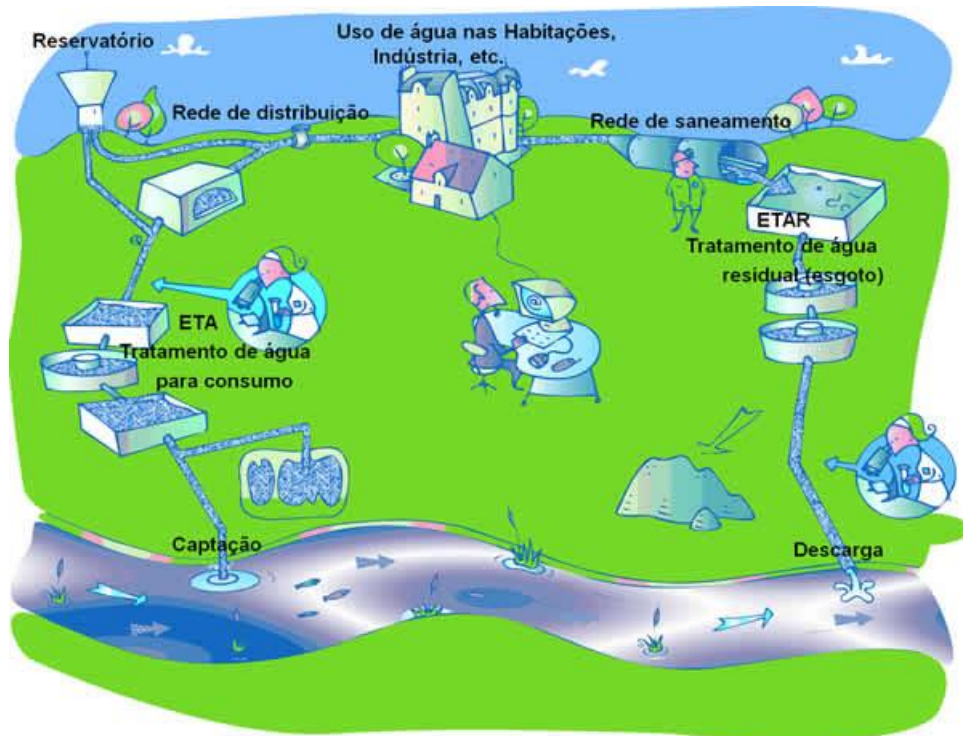 Reservatório
Uso de água nas Habitações,
Indústria, etc.
Rede de distribuição
Rede de saneamento
ETAR
Tratamento de água
residual (esgoto)
ETA
Tratamento de água
para consumo
@
Captação
Descarga